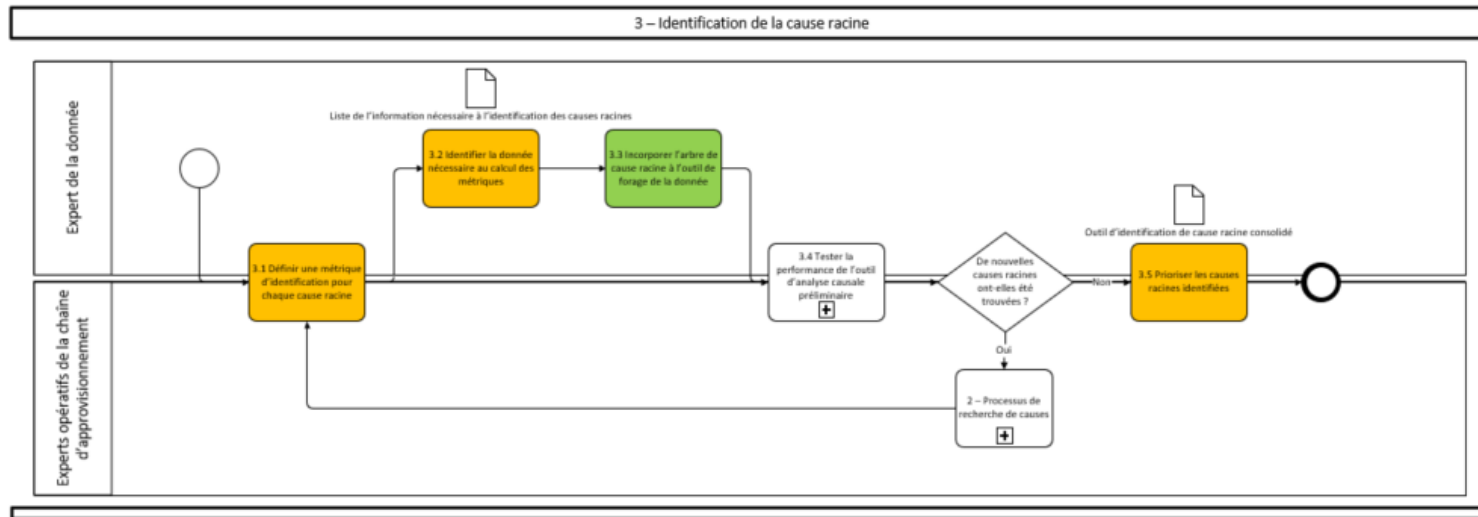 3 – Identification de la cause racine
Expert de la donnée
Liste de l'information nécessaire à l'identification des causes racines
3.2 Identifier la donnée
nécessaire au calcul des
métriques
3.3 Incorporer l'arbre de
cause racine à l'outil de
forage de la donnée
3.1 Définir une métrique
d'identification pour
chaque cause racine
3.4 Tester la
performance de l'outil
d'analyse causale
préliminaire
De nouvelles
causes racines
ont-elles été
trouvées ?
Non
Outil d'identification de cause racine consolidé
3.5 Prioriser les causes
racines identifiées
Oui
2 – Processus de
recherche de causes
Experts opératifs de la chaîne
d'approvisionnement